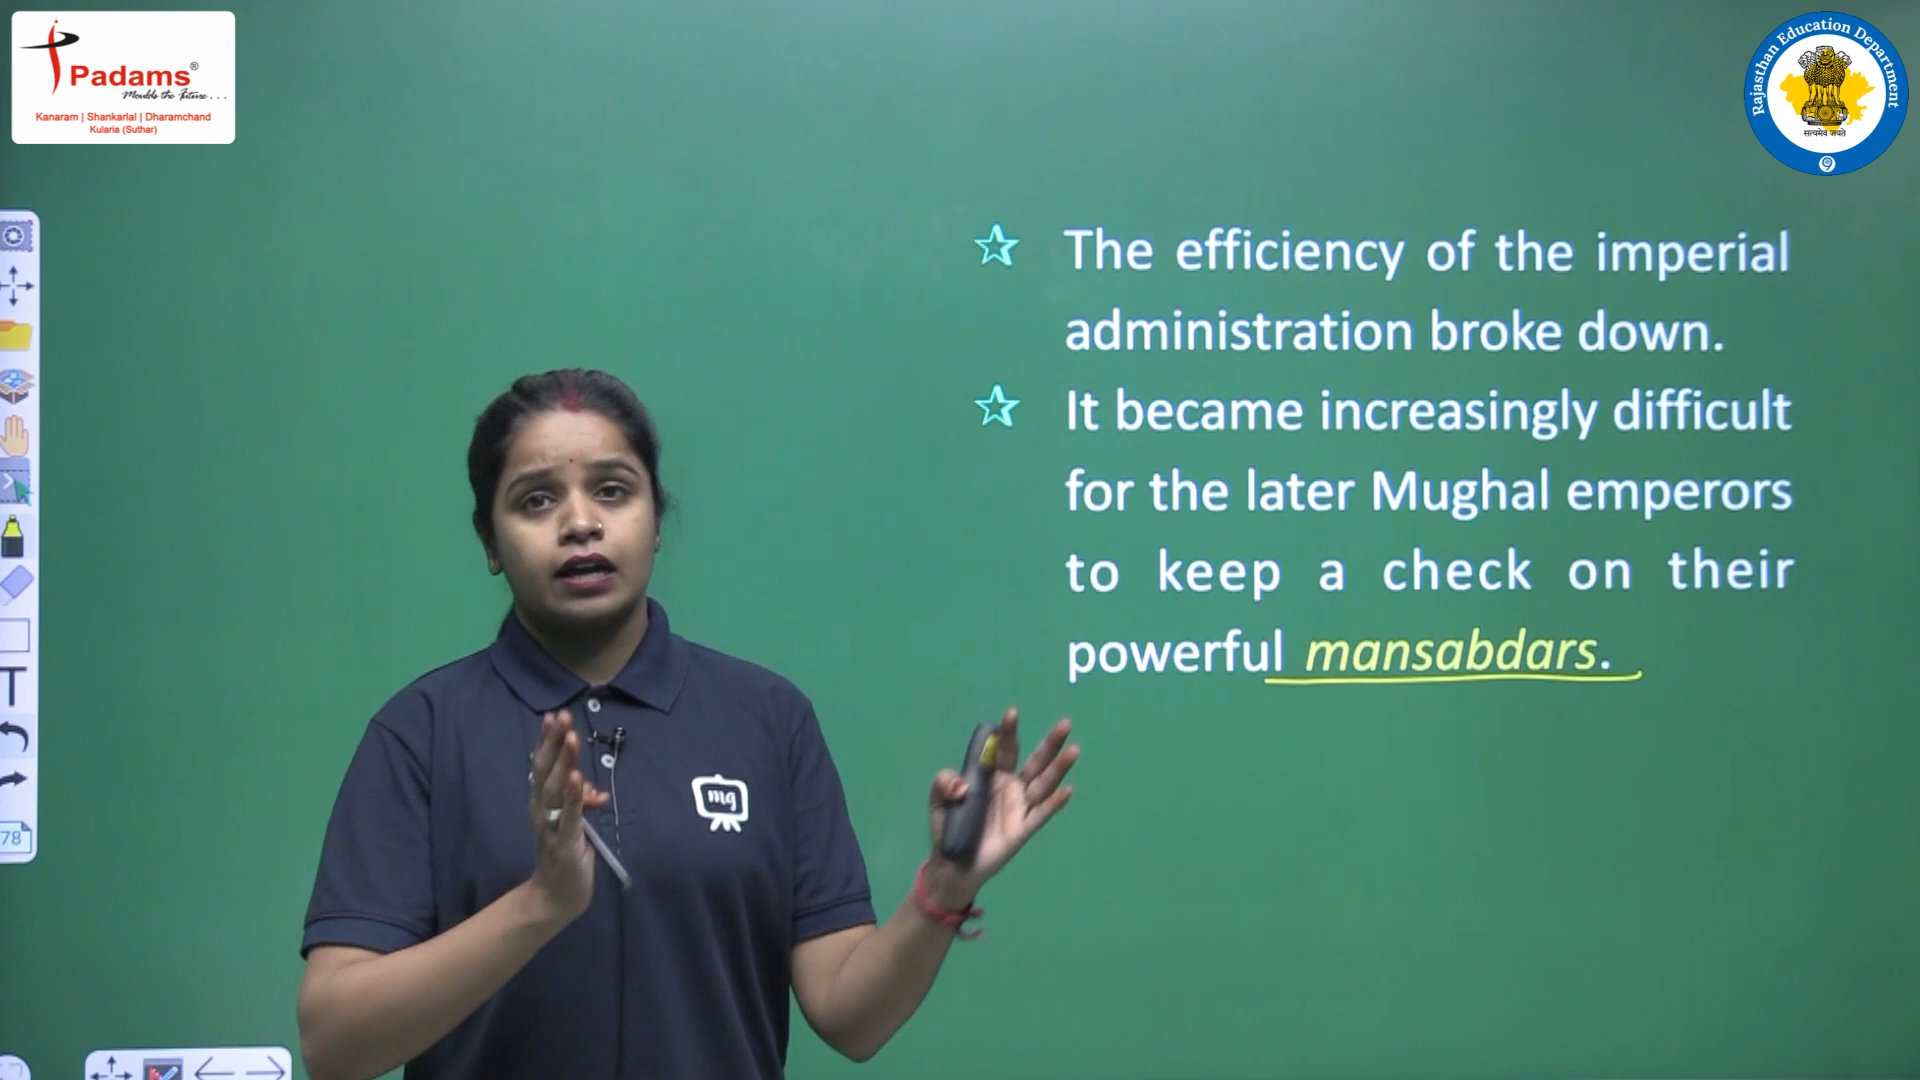 Padams®
Moulds the Future...
Kanaram | Shankarlal | Dharamchand
Kularia (Suthar)
Rajasthan Education Department
सत्यमेव जयते
The efficiency of the imperial
administration broke down.
It became increasingly difficult
for the later Mughal emperors
to keep a check on their
powerful mansabdars.
mg
T
78